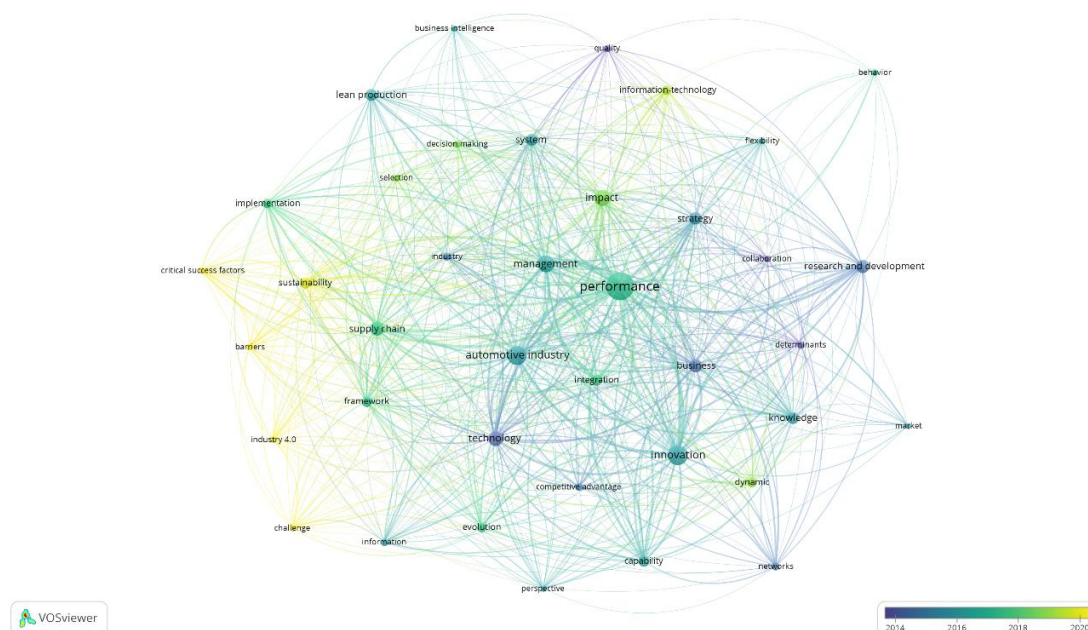 business intelligence
quality
behavior
information-technology
lean production
decision making
system
flexibility
selection
impact
implementation
strategy
critical success factors
sustainability
industry
management
collaboration
research and development
performance
supply chain
barriers
automotive industry
determinants
business
integration
framework
knowledge
market
industry 4.0
technology
innovation
competitive advantage
dynamic
challenge
information
evolution
capability
networks
perspective
VOSviewer
2014 2016 2018 2020